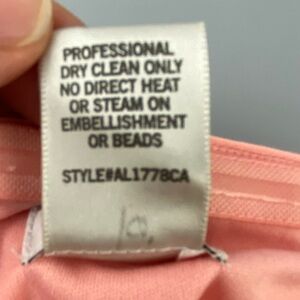 PROFESSIONAL
DRY CLEAN ONLY
NO DIRECT HEAT
OR STEAM ON
EMBELLISHMENT
OR BEADS
STYLE#AL1778CA